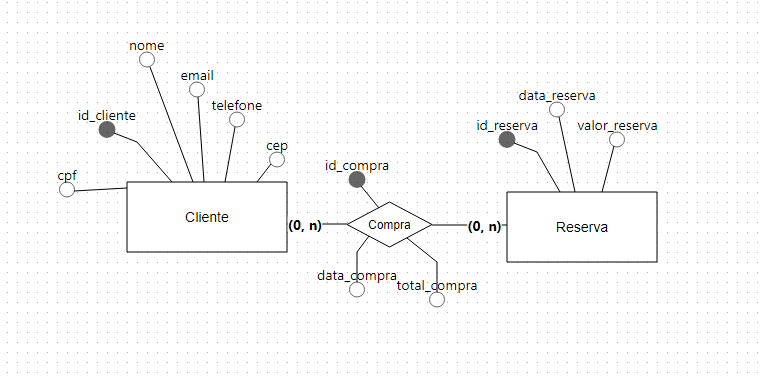 nome
email
telefone
id_cliente
cep
cpf
Cliente
(0, n)
id_compra
Compra
data_compra
total_compra
(0, n)
data_reserva
id_reserva
valor_reserva
Reserva